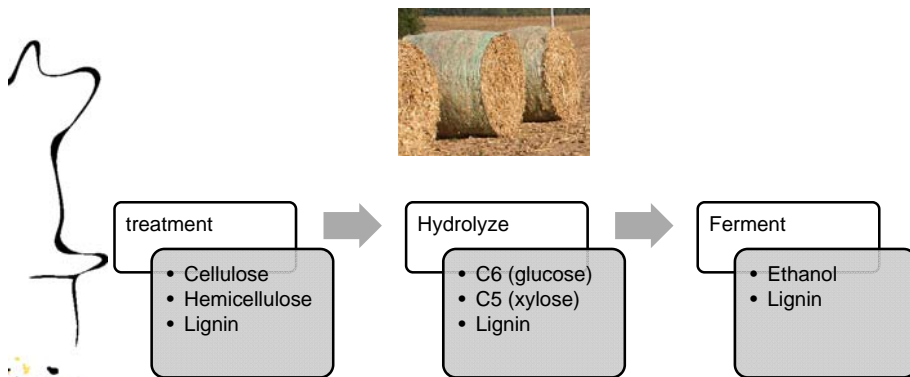 treatment
• Cellulose
• Hemicellulose
• Lignin
Hydrolyze
• C6 (glucose)
• C5 (xylose)
• Lignin
Ferment
• Ethanol
• Lignin